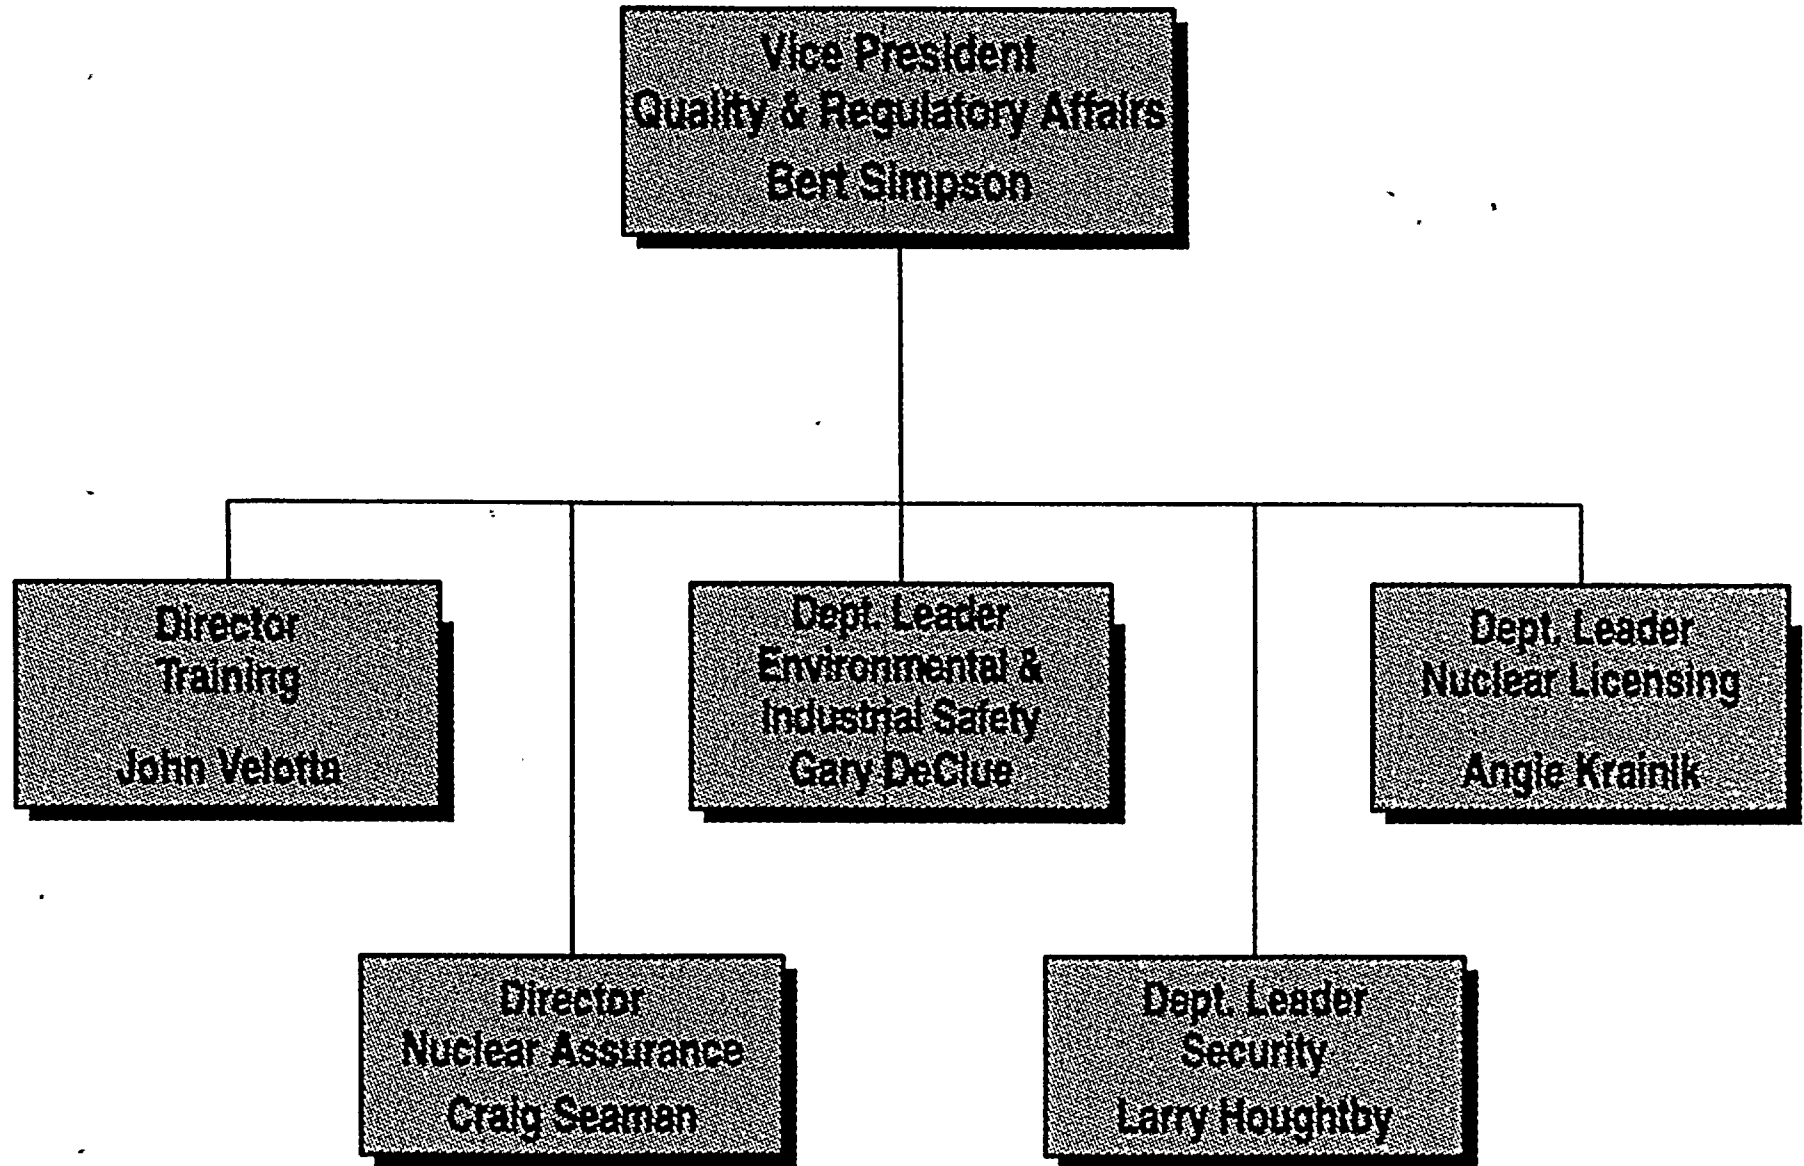 Vice President
Quality & Regulatory Affairs
Bert Simpson
Director
Training
John Velotta
Dept. Leader
Environmental &
Industrial Safety
Gary DeClue
Dept. Leader
Nuclear Licensing
Angie Krainik
Director
Nuclear Assurance
Craig Seaman
Dept. Leader
Security
Larry Houghtby